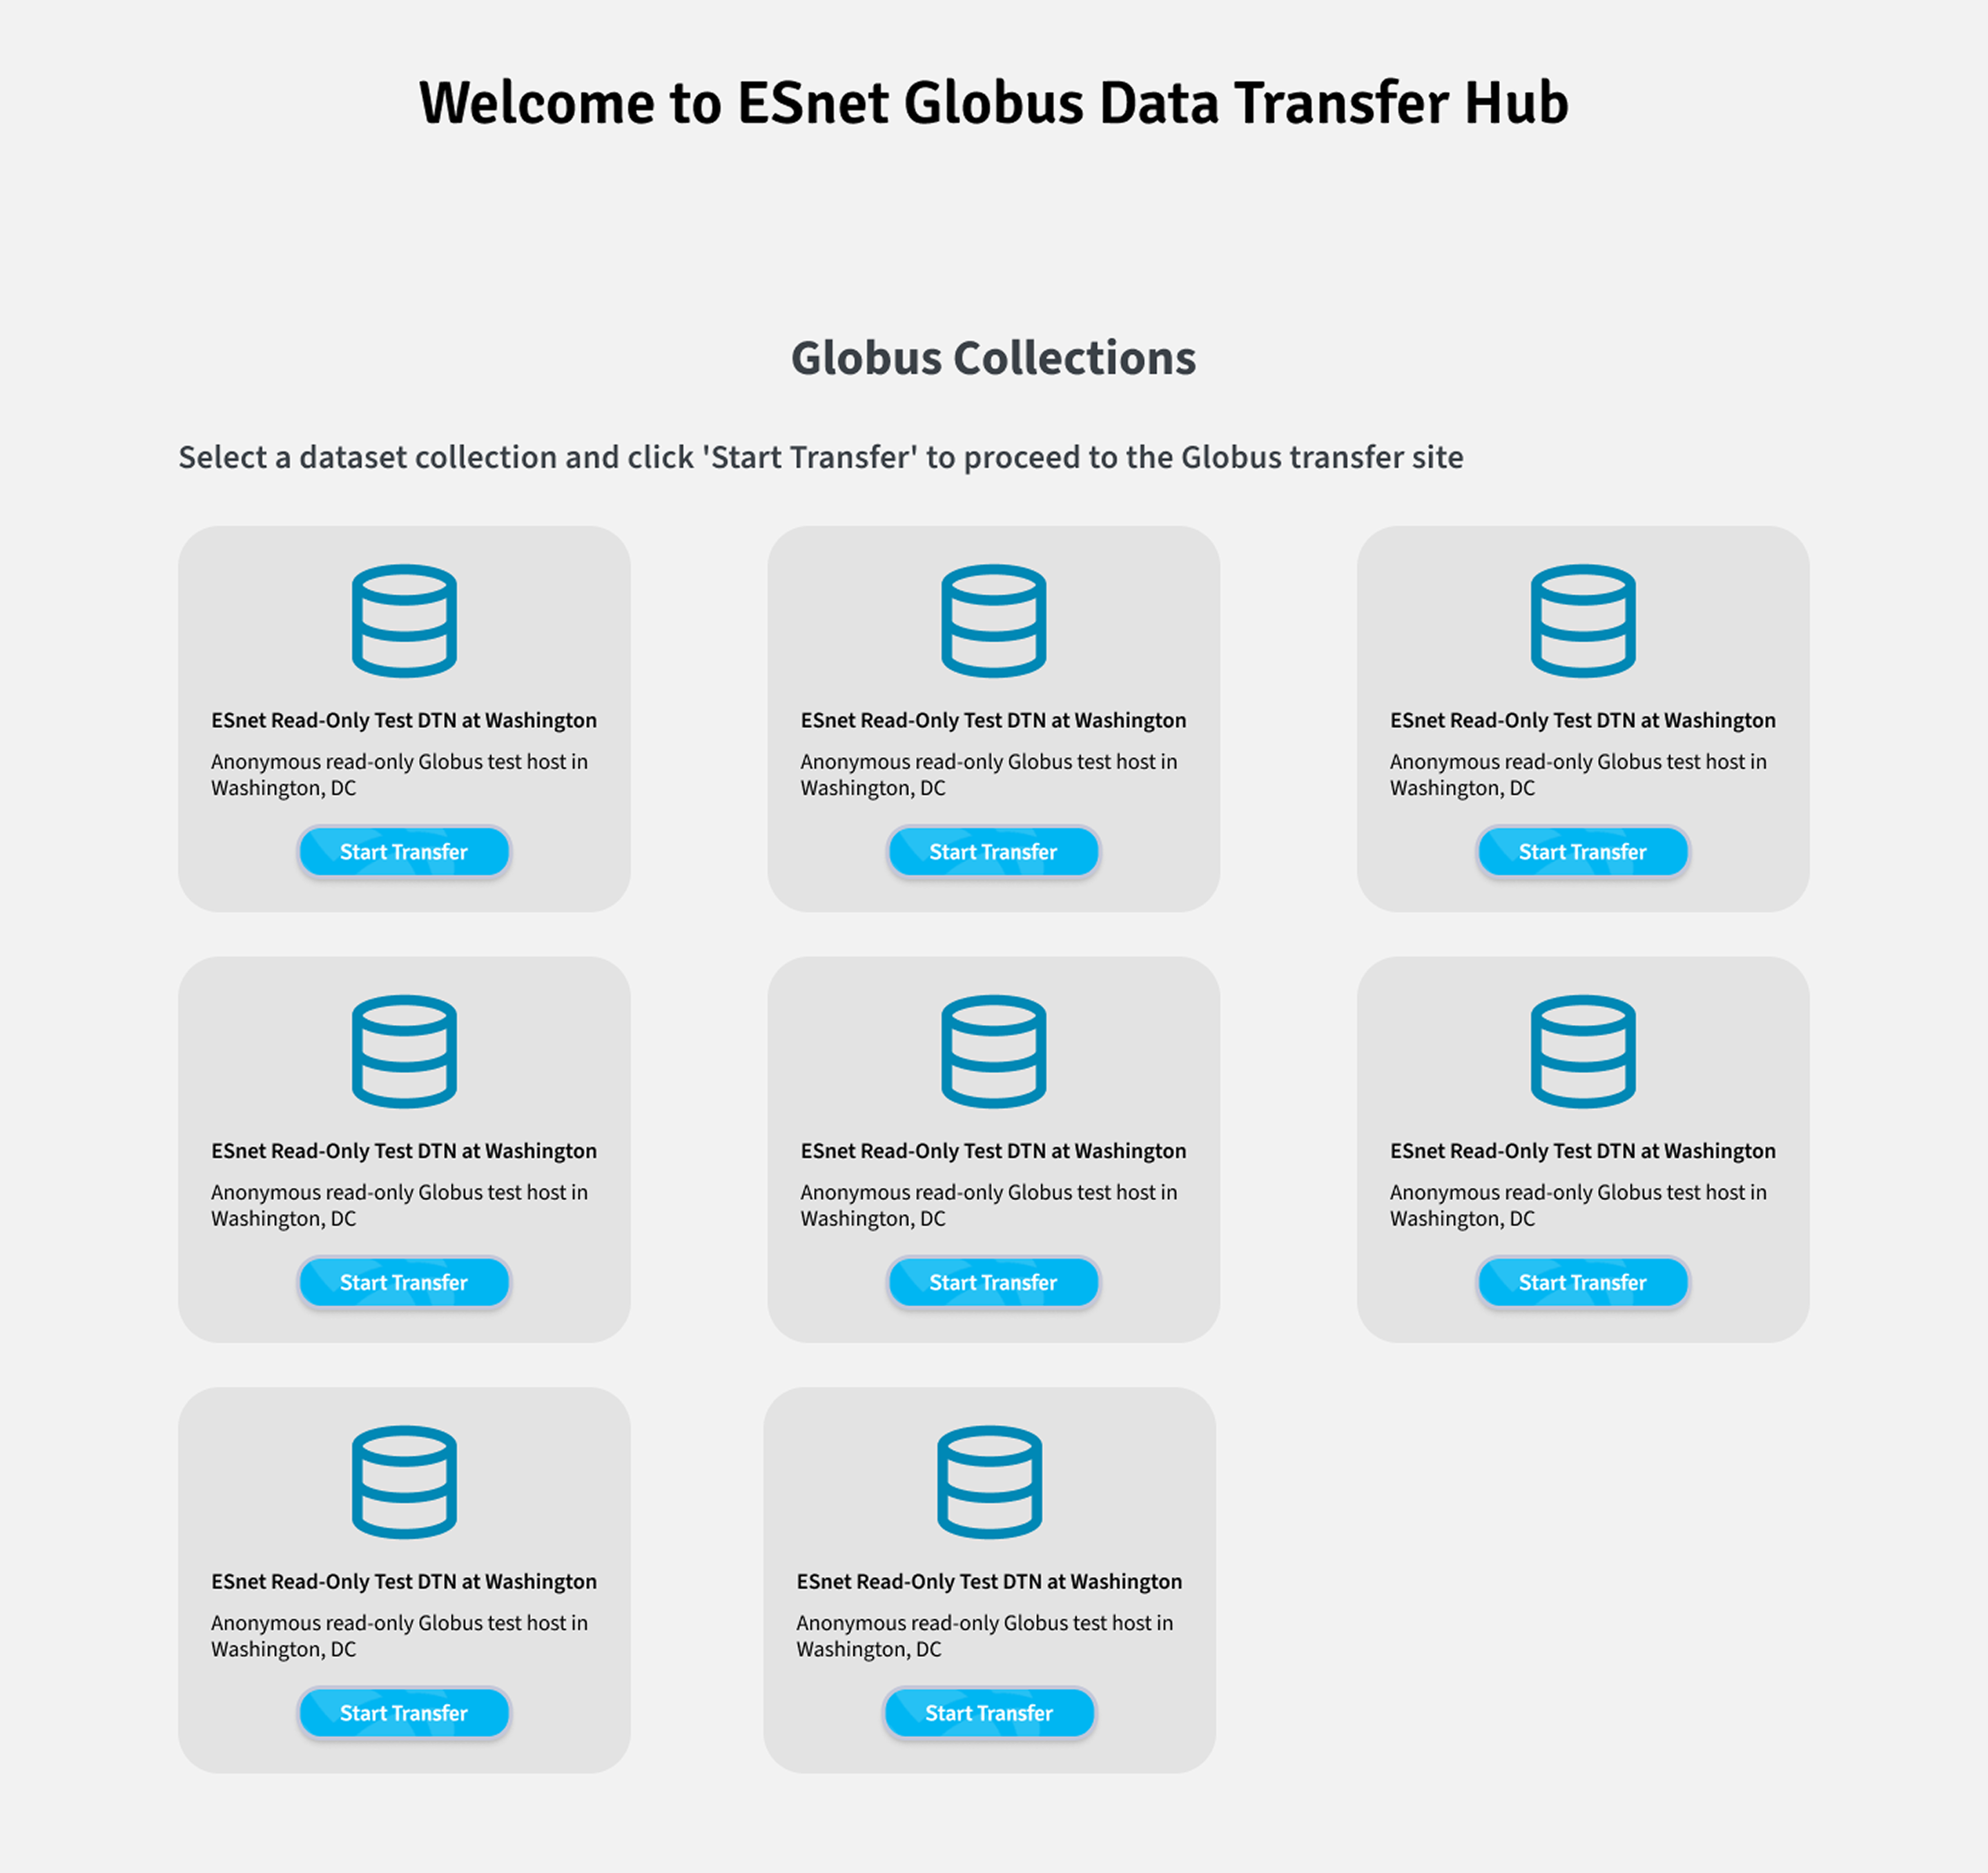 Welcome to ESnet Globus Data Transfer Hub
Globus Collections
Select a dataset collection and click 'Start Transfer' to proceed to the Globus transfer site
ESnet Read-Only Test DTN at Washington
Anonymous read-only Globus test host in
Washington, DC
Start Transfer
ESnet Read-Only Test DTN at Washington
Anonymous read-only Globus test host in
Washington, DC
Start Transfer
ESnet Read-Only Test DTN at Washington
Anonymous read-only Globus test host in
Washington, DC
Start Transfer
ESnet Read-Only Test DTN at Washington
Anonymous read-only Globus test host in
Washington, DC
Start Transfer
ESnet Read-Only Test DTN at Washington
Anonymous read-only Globus test host in
Washington, DC
Start Transfer
ESnet Read-Only Test DTN at Washington
Anonymous read-only Globus test host in
Washington, DC
Start Transfer
ESnet Read-Only Test DTN at Washington
Anonymous read-only Globus test host in
Washington, DC
Start Transfer
ESnet Read-Only Test DTN at Washington
Anonymous read-only Globus test host in
Washington, DC
Start Transfer